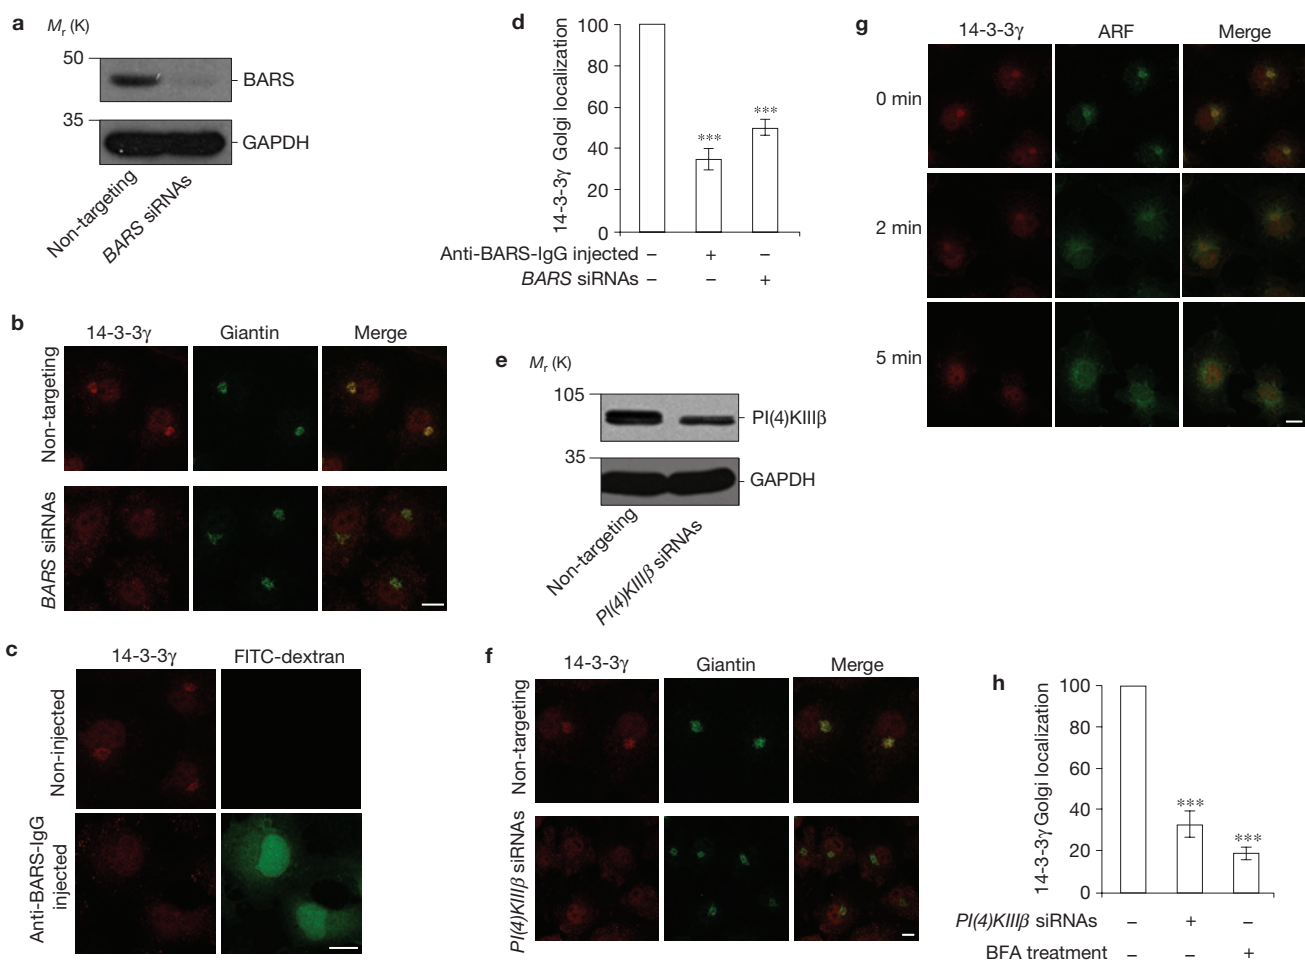 a
Mr (K)
50
BARS
35
GAPDH
Non-targeting
BARS siRNAs
b
14-3-3γ Giantin Merge
Non-targeting
BARS siRNAs
c
14-3-3γ FITC-dextran
Non-injected
Anti-BARS-IgG
injected
d
14-3-3γ Golgi localization
100
80
60
40
20
0
***
***
Anti-BARS-IgG injected – + –
BARS siRNAs – – +
e
Mr (K)
105
PI(4)KIIIβ
35
GAPDH
Non-targeting
PI(4)KIIIβ siRNAs
f
14-3-3γ Giantin Merge
Non-targeting
PI(4)KIIIβ siRNAs
g
14-3-3γ ARF Merge
0 min
2 min
5 min
h
14-3-3γ Golgi localization
100
80
60
40
20
0
***
***
PI(4)KIIIβ siRNAs – + –
BFA treatment – – +